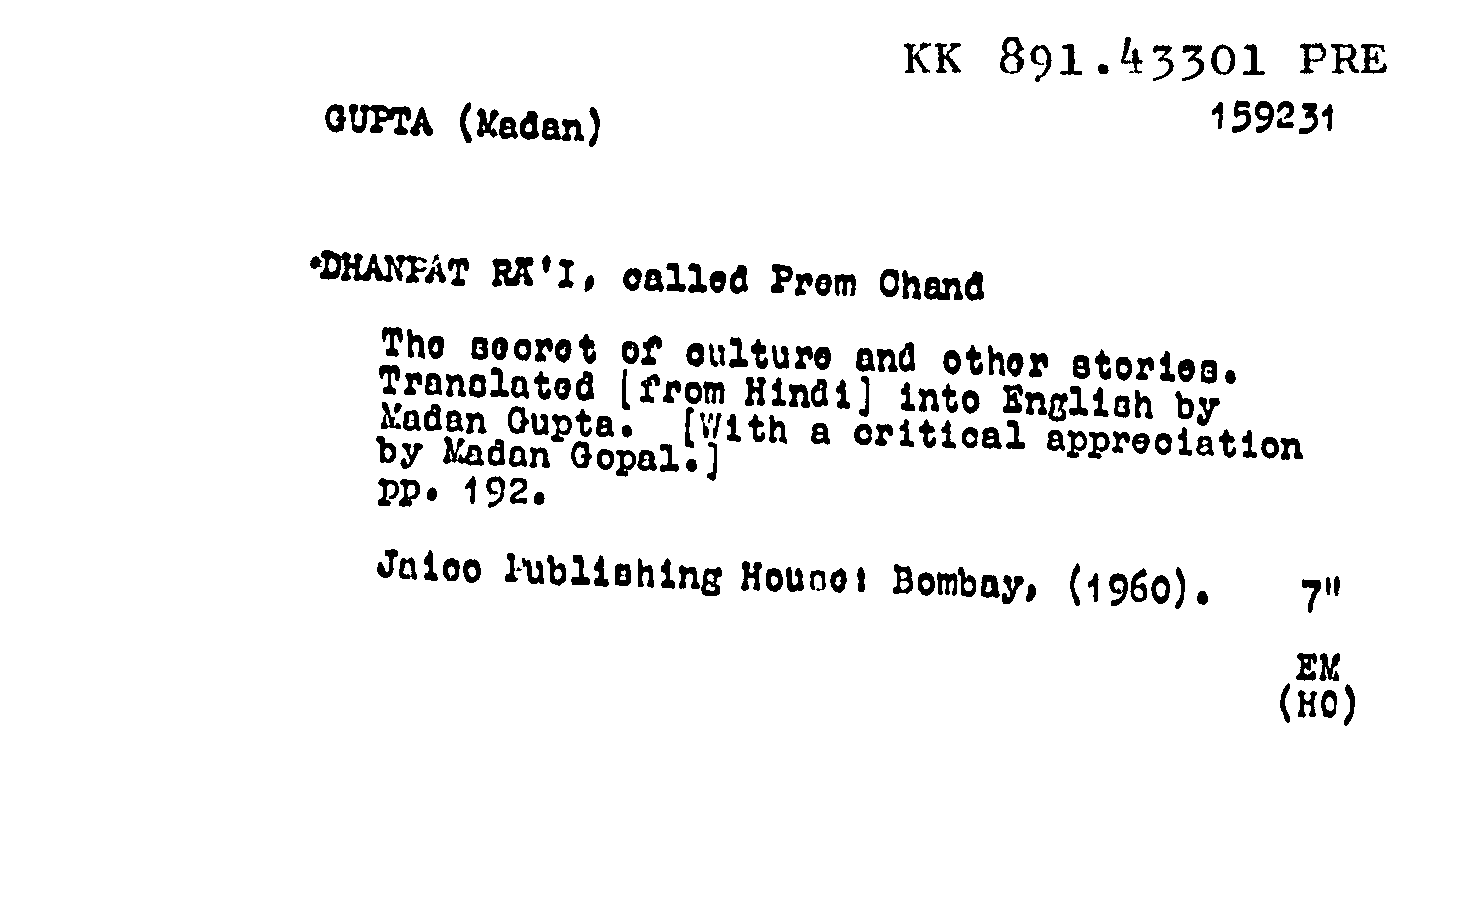 KK 891.43301 PRE
GUPTA (Madan)
159231
•DHANPAT RĀ'I, called Prem Chand
The secret of culture and other stories.
Translated [from Hindi] into English by
Madan Gupta. [With a critical appreciation
by Madan Gopal.]
pp. 192.
Jaico Publishing House: Bombay, (1960). 7"
EM
(HC)